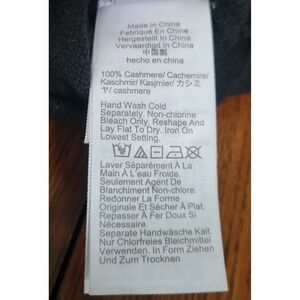 Made in China
Fabriqué En Chine
Hergestellt In China
Vervaardigd in China
中国製
hecho en china
100% Cashmere/ Cachemire/
Kaschmir/ Kasjmier/ カシミ
ヤ/ cashmere
Hand Wash Cold
Separately. Non-chlorine
Bleach Only. Reshape And
Lay Flat To Dry. Iron On
Lowest Setting.
Laver Séparément À La
Main À L'eau Froide.
Seulement Agent De
Blanchiment Non-chlore.
Redonner La Forme
Originale Et Sécher À Plat.
Repasser À Fer Doux Si
Nécessaire.
Separate Handwäsche Kalt.
Nur Chlorfreies Bleichmittel
Verwenden. In Form Ziehen
Und Zum Trocknen